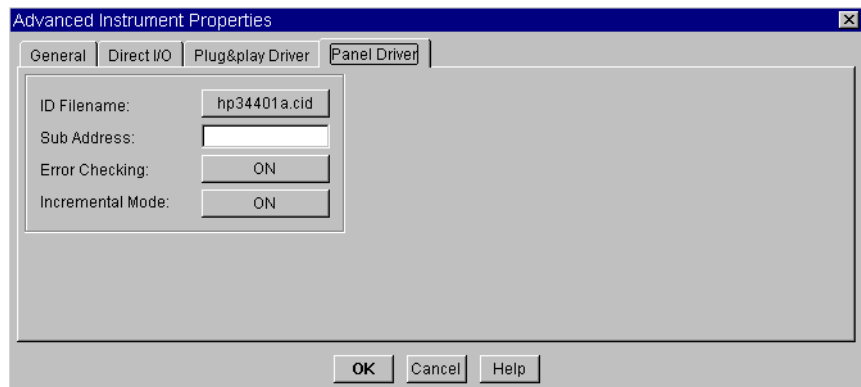 Advanced Instrument Properties
General Direct I/O Plug&play Driver Panel Driver
ID Filename: hp34401a.cid
Sub Address:
Error Checking: ON
Incremental Mode: ON
OK Cancel Help